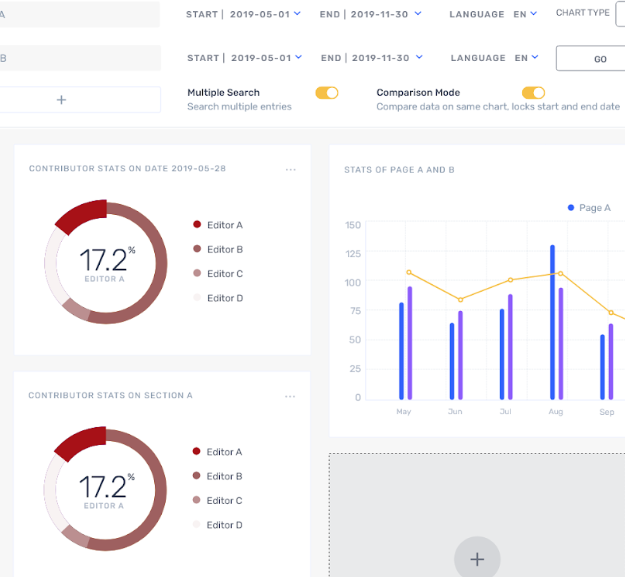 A START | 2019-05-01 END | 2019-11-30 LANGUAGE EN CHART TYPE
B START | 2019-05-01 END | 2019-11-30 LANGUAGE EN GO
+
Multiple Search
Search multiple entries
Comparison Mode
Compare data on same chart, locks start and end date
CONTRIBUTOR STATS ON DATE 2019-05-28 ...
17.2%
EDITOR A
Editor A
Editor B
Editor C
Editor D
STATS OF PAGE A AND B
Page A
150
125
100
75
50
25
0
May Jun Jul Aug Sep
CONTRIBUTOR STATS ON SECTION A ...
17.2%
EDITOR A
Editor A
Editor B
Editor C
Editor D
+